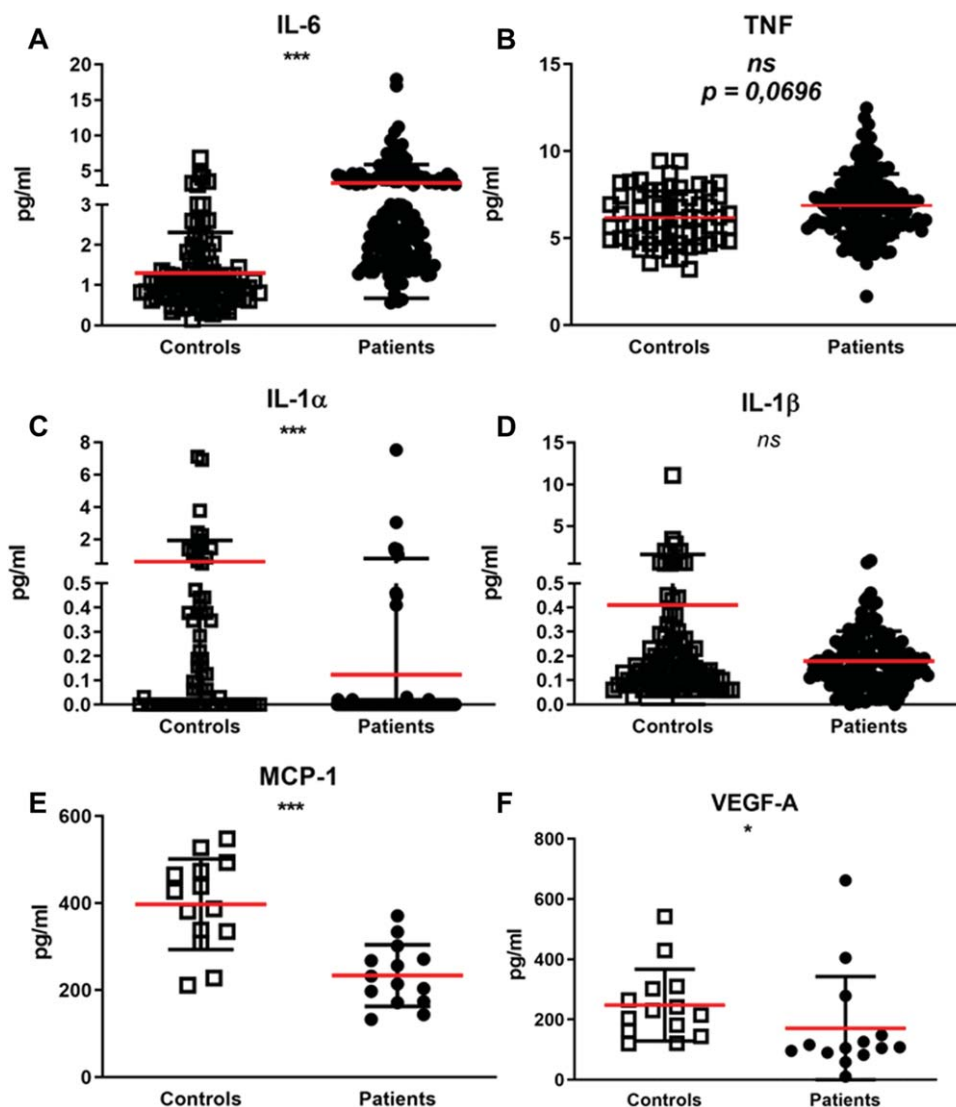 A
IL-6
***
20
15
10
5
3
2
1
0
pg/ml
Controls
Patients
B
TNF
ns
p = 0,0696
15
10
5
0
pg/ml
Controls
Patients
C
IL-1α
***
8
6
4
2
0.5
0.4
0.3
0.2
0.1
0.0
pg/ml
Controls
Patients
D
IL-1β
ns
15
10
5
0.5
0.4
0.3
0.2
0.1
0.0
pg/ml
Controls
Patients
E
MCP-1
***
600
400
200
0
pg/ml
Controls
Patients
F
VEGF-A
*
800
600
400
200
0
pg/ml
Controls
Patients